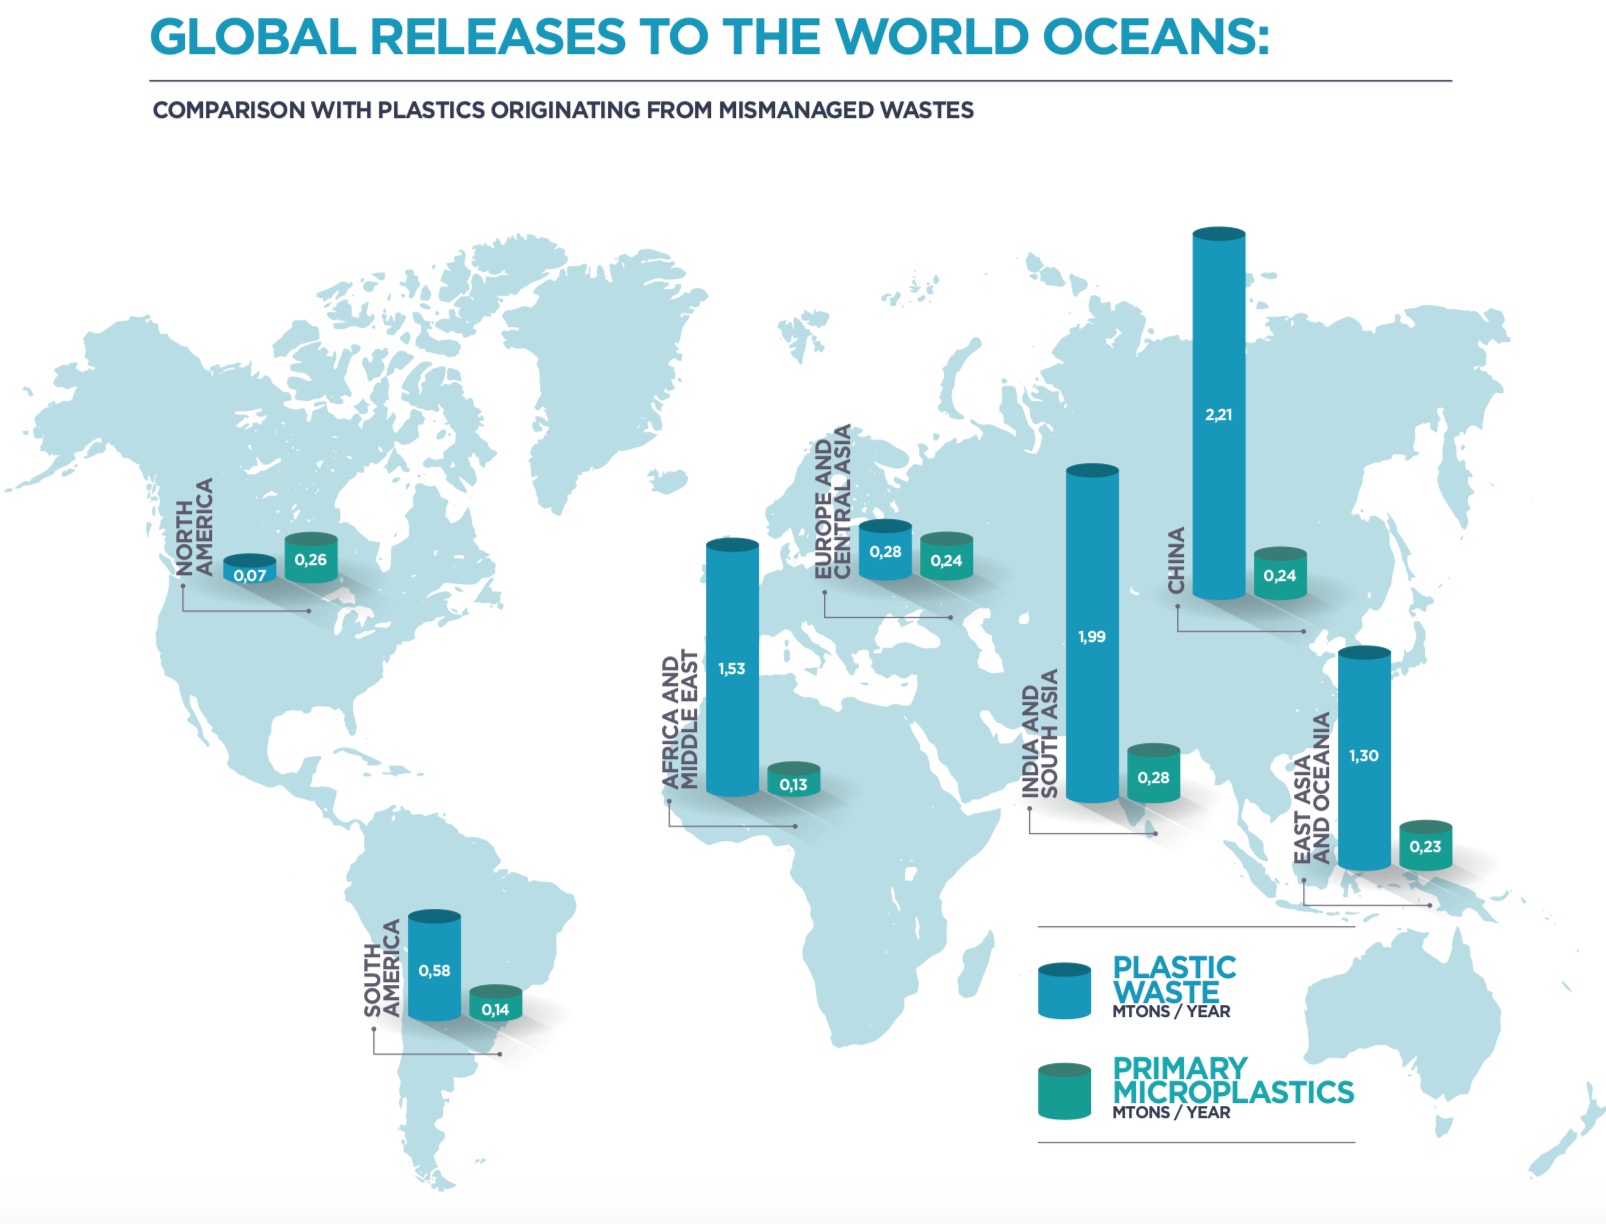 GLOBAL RELEASES TO THE WORLD OCEANS:
COMPARISON WITH PLASTICS ORIGINATING FROM MISMANAGED WASTES
NORTH
AMERICA
0,07
0,26
SOUTH
AMERICA
0,58
0,14
AFRICA AND
MIDDLE EAST
1,53
0,13
EUROPE AND
CENTRAL ASIA
0,28
0,24
INDIA AND
SOUTH ASIA
1,99
0,28
CHINA
2,21
0,24
EAST ASIA
AND OCEANIA
1,30
0,23
PLASTIC
WASTE
MTONS / YEAR
PRIMARY
MICROPLASTICS
MTONS / YEAR